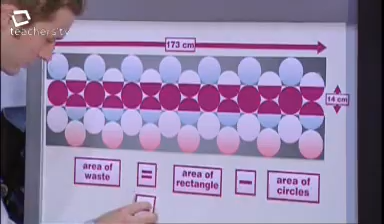 teachers.tv
173 cm
14 cm
area of
waste
=
area of
rectangle
−
area of
circles